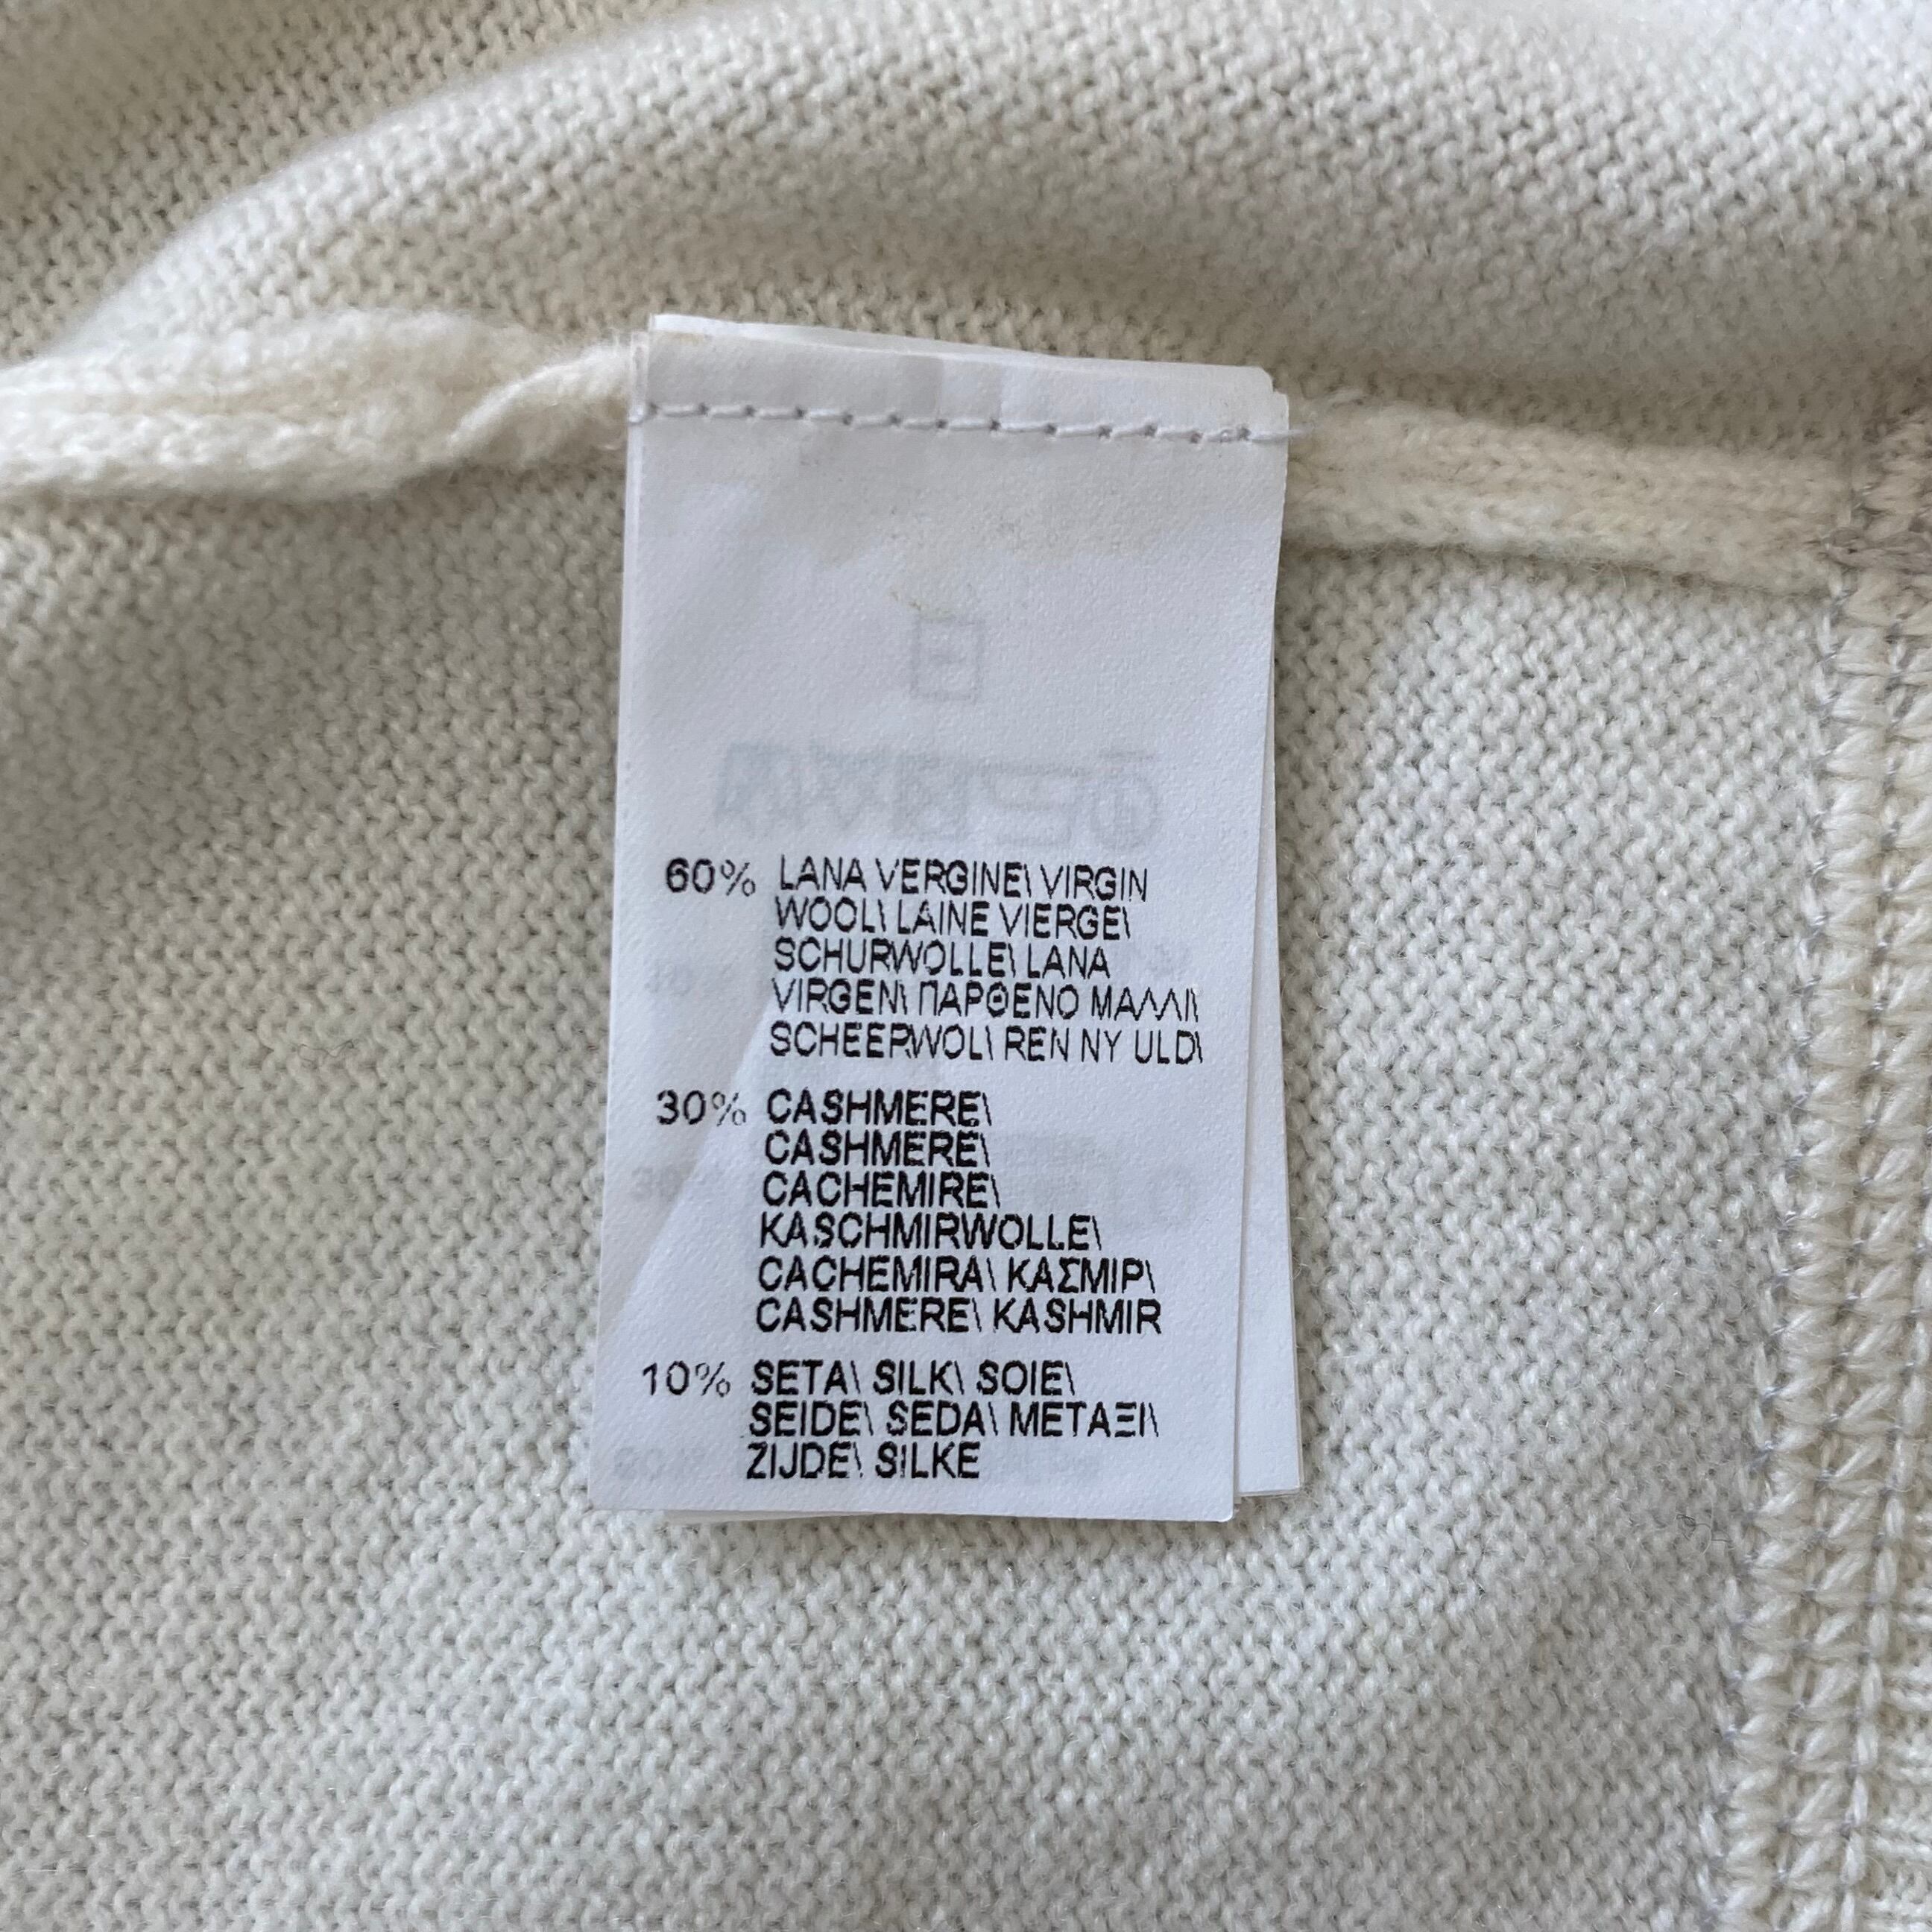 60% LANA VERGINE\ VIRGIN
WOOL\ LAINE VIERGE\
SCHURWOLLE\ LANA
VIRGEN\ ΠΑΡΘΕΝΟ ΜΑΛΛΙ\
SCHEERWOL\ REN NY ULD\
30% CASHMERE\
CASHMERE\
CACHEMIRE\
KASCHMIRWOLLE\
CACHEMIRA\ ΚΑΣΜΙΡ\
CASHMERE\ KASHMIR
10% SETA\ SILK\ SOIE\
SEIDE\ SEDA\ ΜΕΤΑΞΙ\
ZIJDE\ SILKE